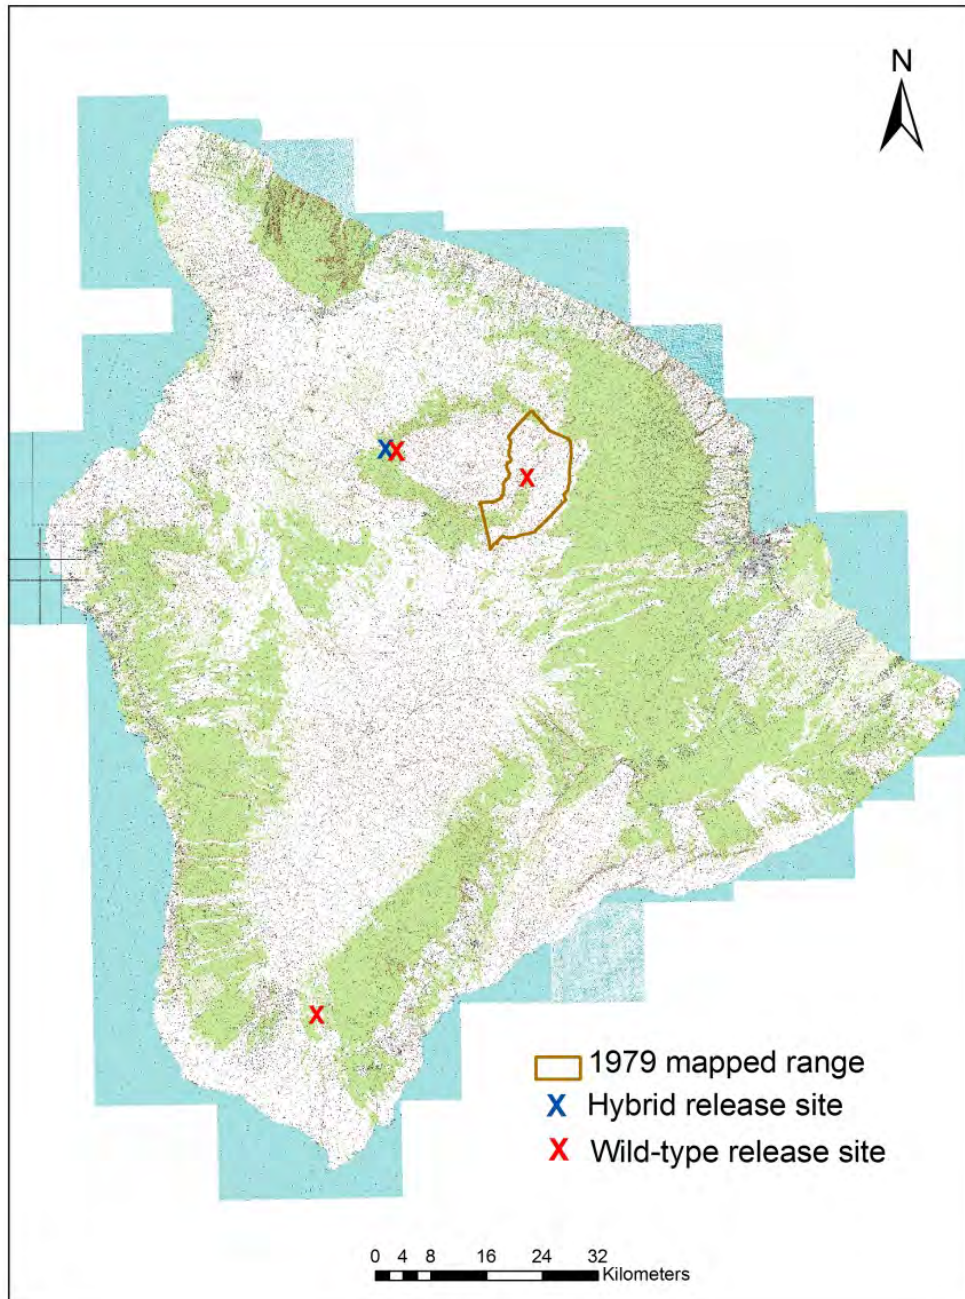 N
1979 mapped range
X Hybrid release site
X Wild-type release site
0 4 8 16 24 32
Kilometers